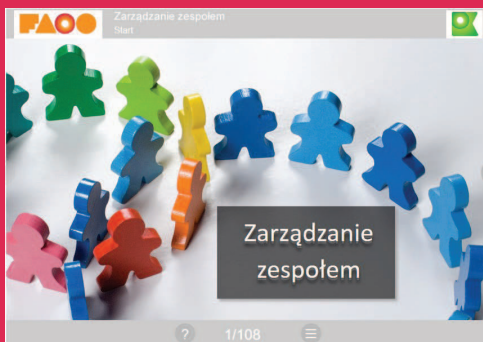 FAOO
Zarządzanie zespołem
Start
Zarządzanie
zespołem
?
1/108